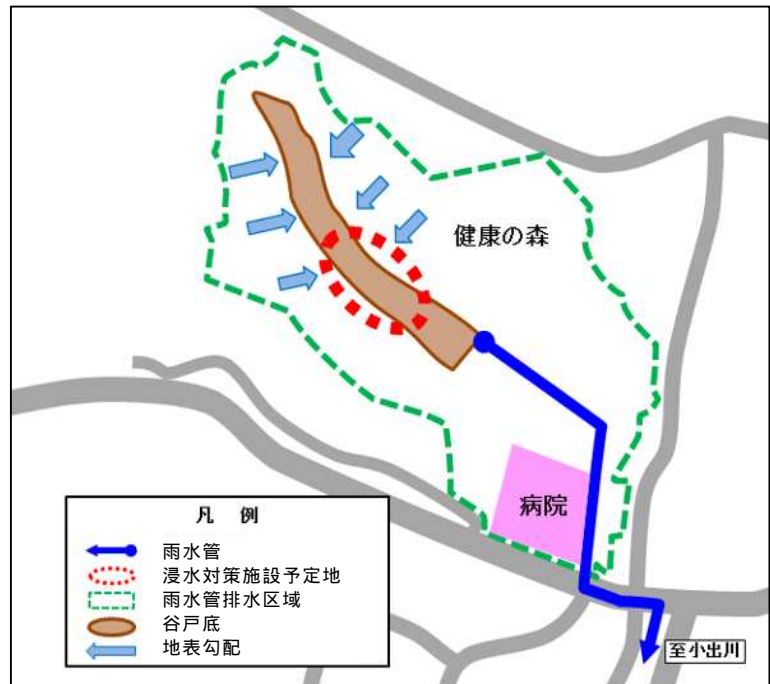 健康の森
病院
凡 例
雨水管
浸水対策施設予定地
雨水管排水区域
谷戸底
地表勾配
至小出川